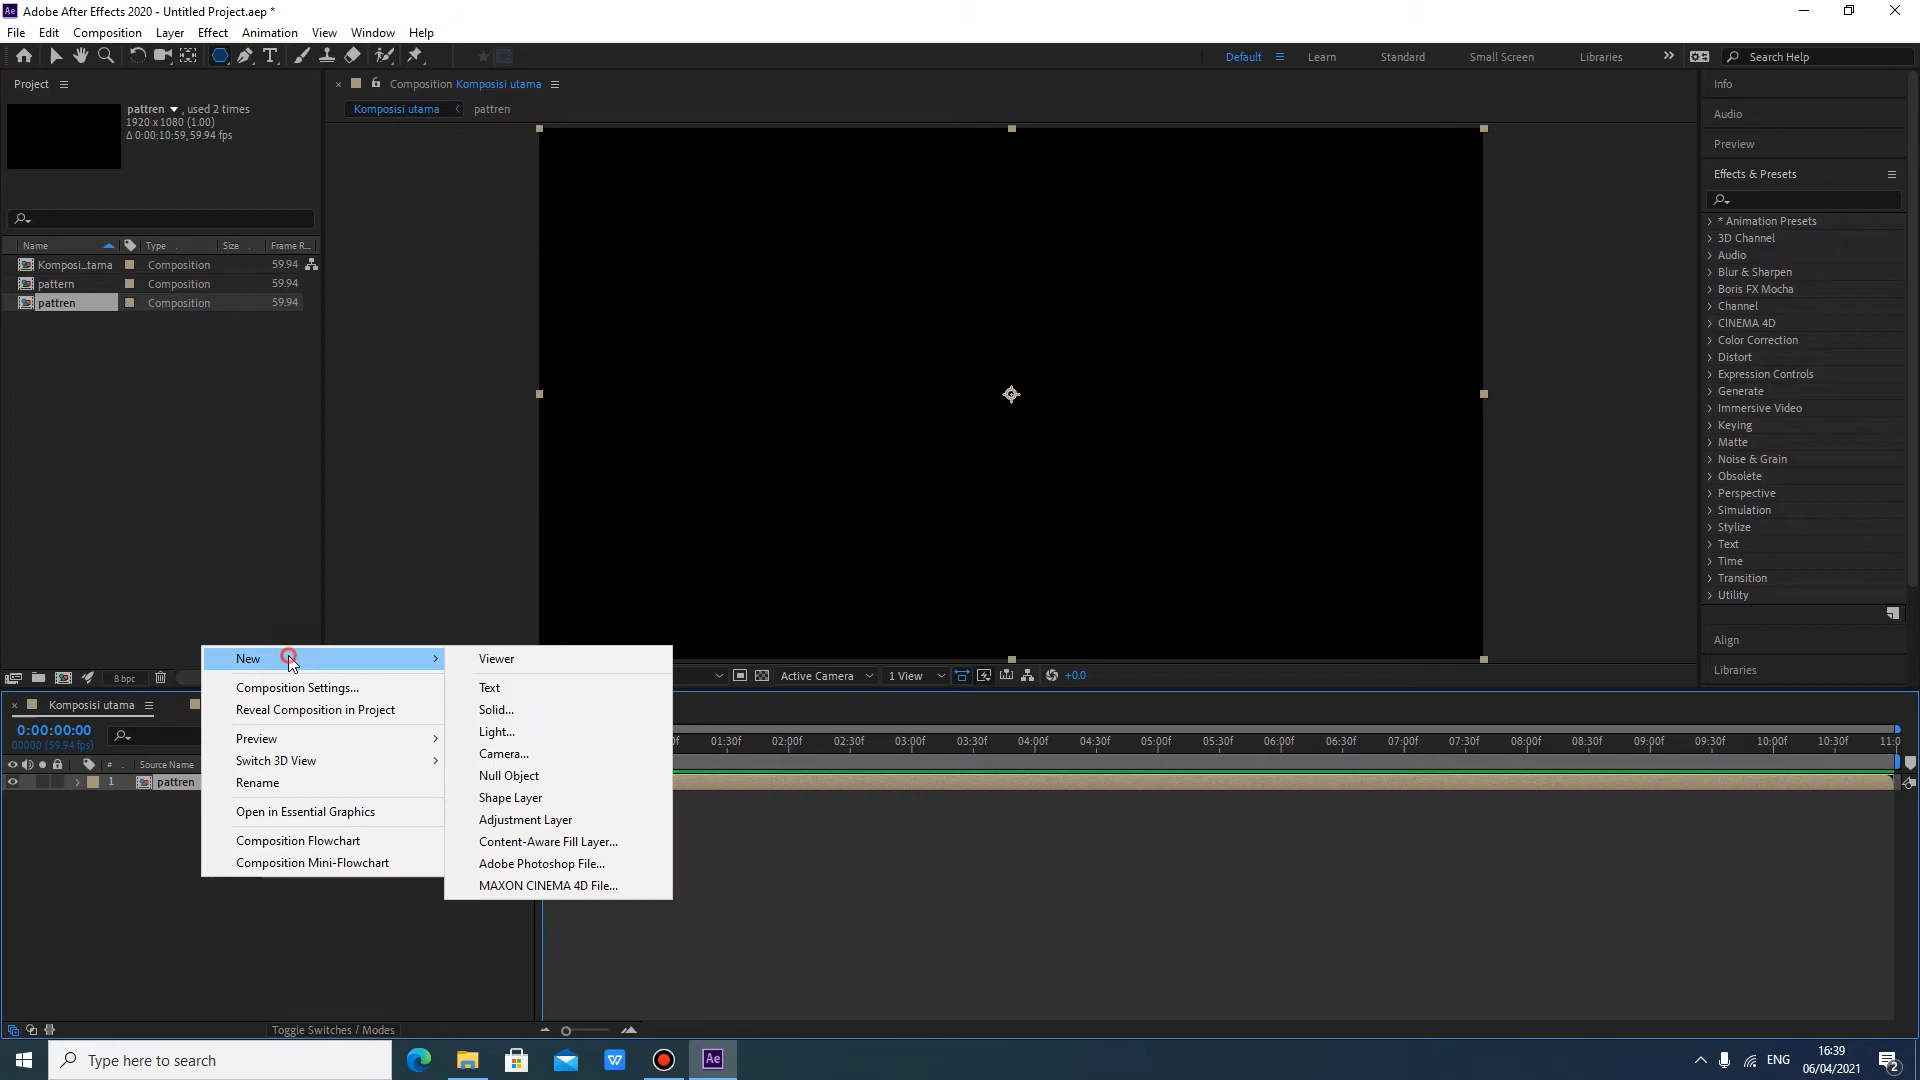 Adobe After Effects 2020 - Untitled Project.aep *
File Edit Composition Layer Effect Animation View Window Help
Default Learn Standard Small Screen Libraries Search Help
Project
Composition Komposisi utama
Komposisi utama pattren
pattren , used 2 times
1920 x 1080 (1.00)
Δ 0:00:10:59, 59.94 fps
Name Type Size Frame R...
Komposi...tama Composition 59.94
pattern Composition 59.94
pattren Composition 59.94
Info
Audio
Preview
Effects & Presets
* Animation Presets
3D Channel
Audio
Blur & Sharpen
Boris FX Mocha
Channel
CINEMA 4D
Color Correction
Distort
Expression Controls
Generate
Immersive Video
Keying
Matte
Noise & Grain
Obsolete
Perspective
Simulation
Stylize
Text
Time
Transition
Utility
Align
Libraries
8 bpc
Active Camera 1 View +0.0
New
Composition Settings...
Reveal Composition in Project
Preview
Switch 3D View
Rename
Open in Essential Graphics
Composition Flowchart
Composition Mini-Flowchart
Viewer
Text
Solid...
Light...
Camera...
Null Object
Shape Layer
Adjustment Layer
Content-Aware Fill Layer...
Adobe Photoshop File...
MAXON CINEMA 4D File...
Komposisi utama
0:00:00:00
00000 (59.94 fps)
# Source Name
1 pattren
01:30f 02:00f 02:30f 03:00f 03:30f 04:00f 04:30f 05:00f 05:30f 06:00f 06:30f 07:00f 07:30f 08:00f 08:30f 09:00f 09:30f 10:00f 10:30f 11:0
Toggle Switches / Modes
Type here to search
Ae
ENG
16:39
06/04/2021
2